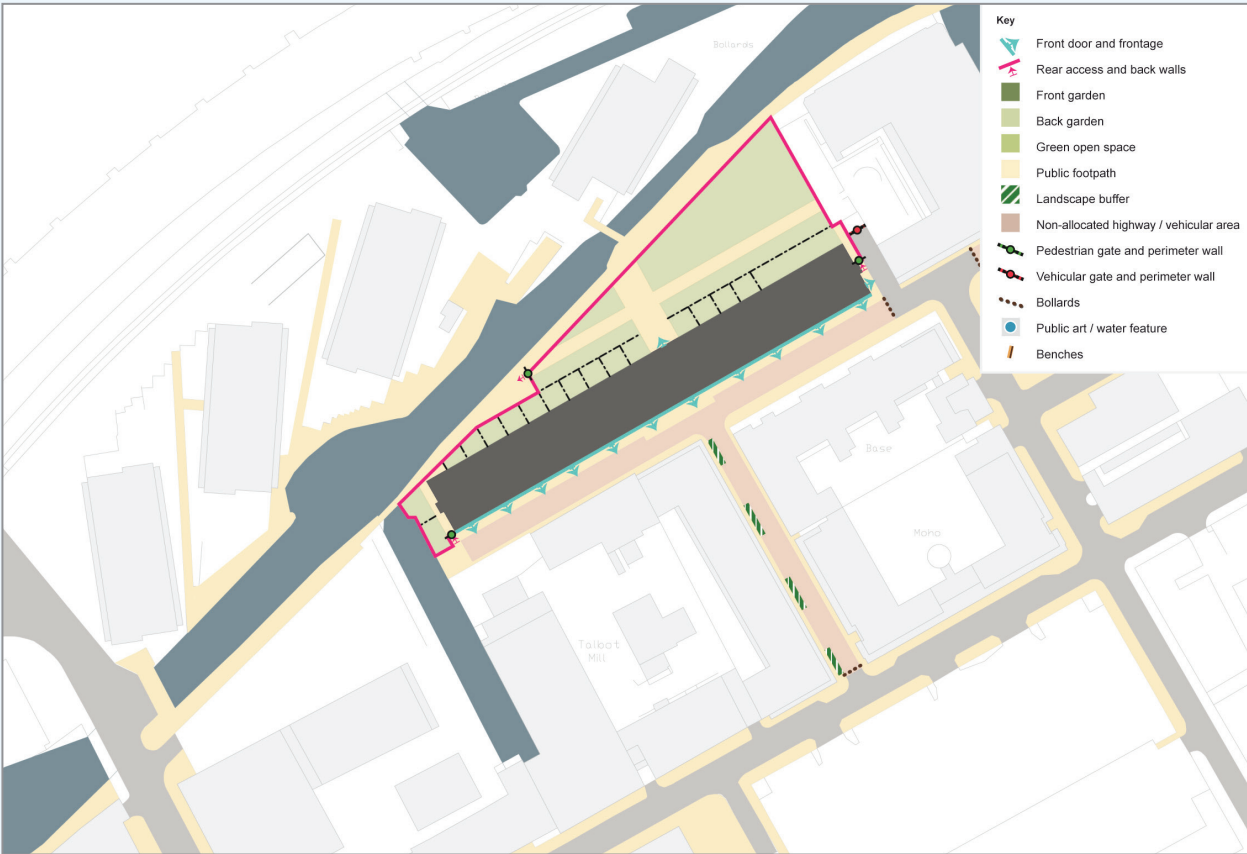 Bollards
Key
Front door and frontage
Rear access and back walls
Front garden
Back garden
Green open space
Public footpath
Landscape buffer
Non-allocated highway / vehicular area
Pedestrian gate and perimeter wall
Vehicular gate and perimeter wall
Bollards
Public art / water feature
Benches
Base
Moho
Talbot
Mill